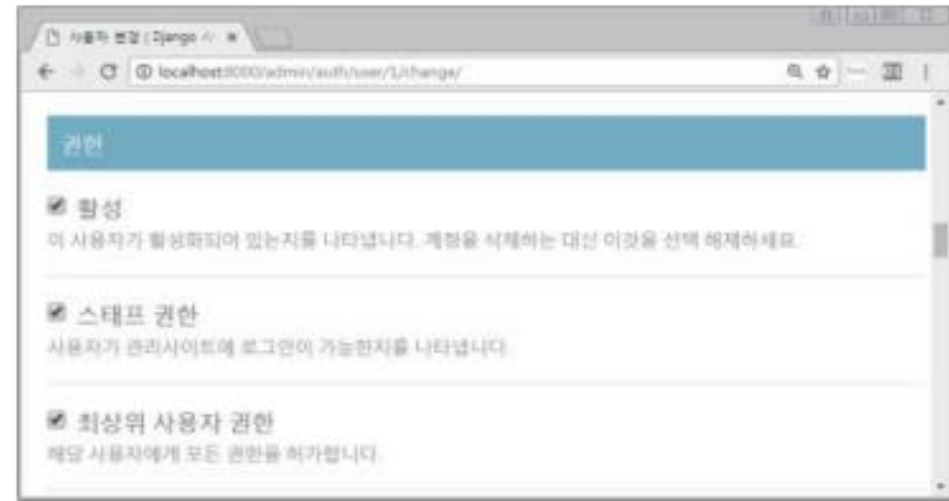 사용자 변경 | Django 사
localhost:8000/admin/auth/user/1/change/
권한
활성
이 사용자가 활성화되어 있는지를 나타냅니다. 계정을 삭제하는 대신 이것을 선택 해제하세요.
스태프 권한
사용자가 관리사이트에 로그인이 가능한지를 나타냅니다.
최상위 사용자 권한
해당 사용자에게 모든 권한을 허가합니다.